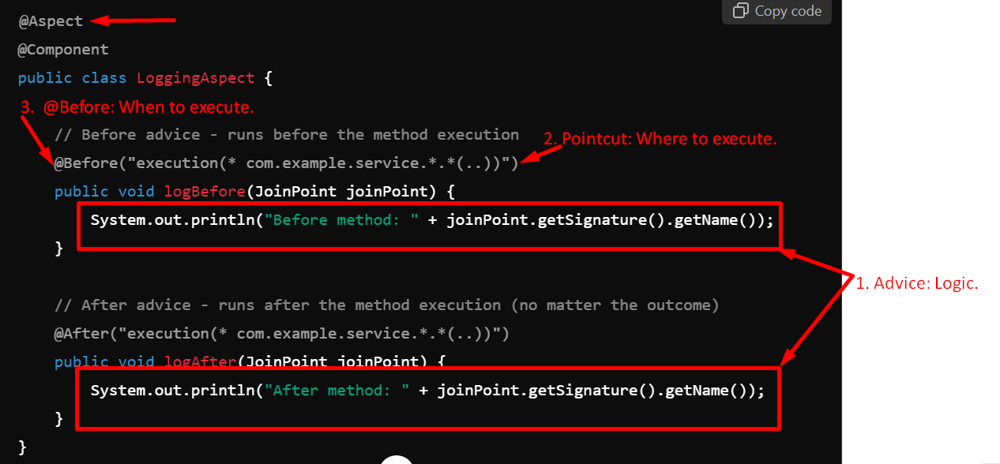 @Aspect
Copy code
@Component
public class LoggingAspect {
3. @Before: When to execute.
// Before advice - runs before the method execution
2. Pointcut: Where to execute.
@Before("execution(* com.example.service.*.*(..))")
public void logBefore(JoinPoint joinPoint) {
System.out.println("Before method: " + joinPoint.getSignature().getName());
}
1. Advice: Logic.
// After advice - runs after the method execution (no matter the outcome)
@After("execution(* com.example.service.*.*(..))")
public void logAfter(JoinPoint joinPoint) {
System.out.println("After method: " + joinPoint.getSignature().getName());
}
}